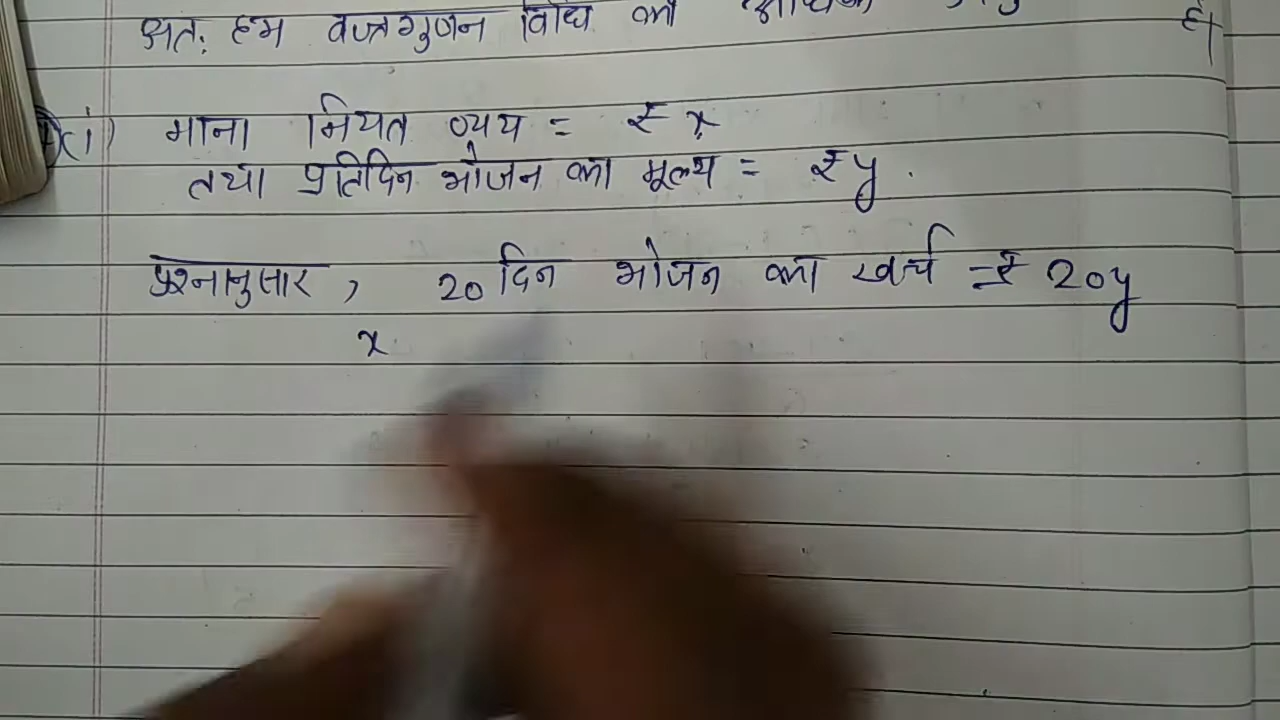 अतः हम वज्रगुणन विधि का
है।
(i) माना नियत व्यय = ₹ x
तथा प्रतिदिन भोजन का मूल्य = ₹ y.
प्रश्नानुसार, 20 दिन भोजन का खर्च = ₹ 20y
x